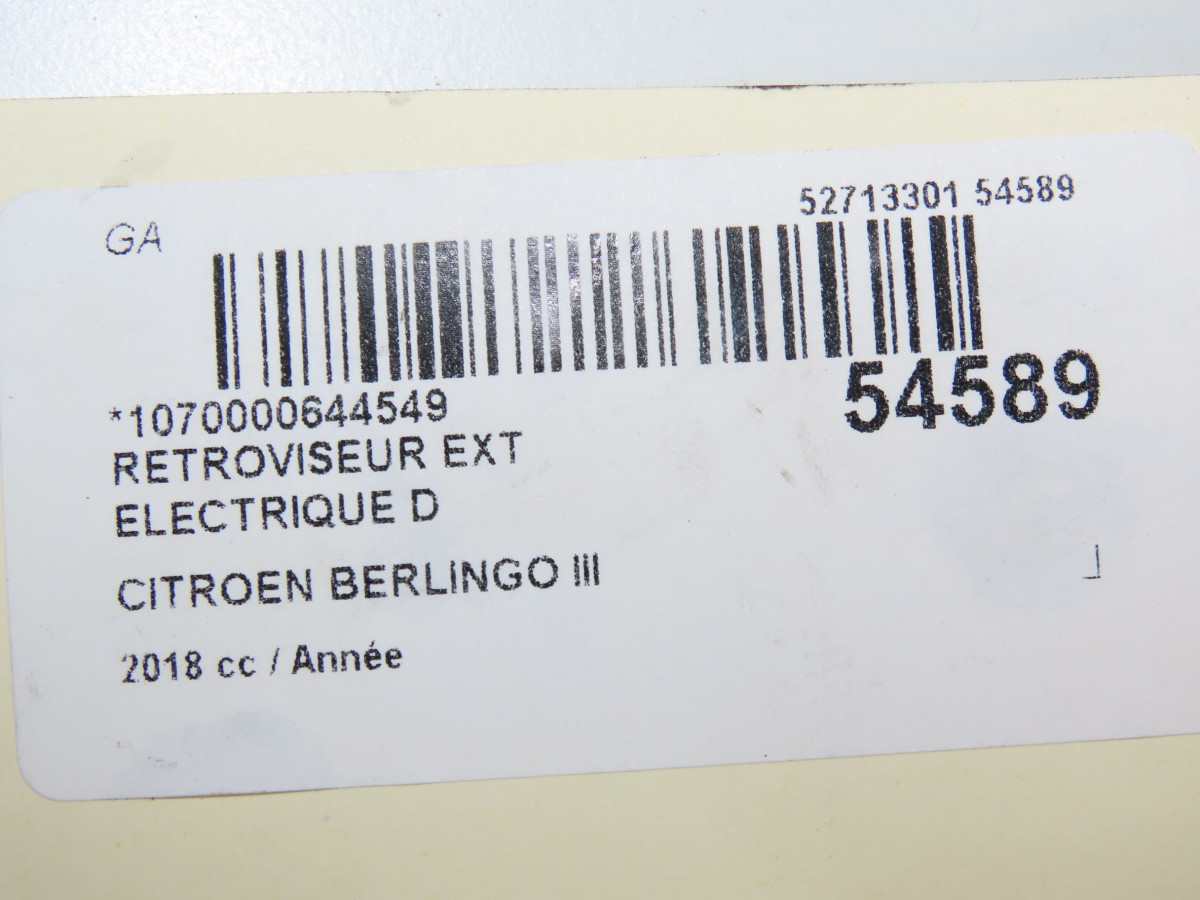 GA
52713301 54589
54589
*1070000644549
RETROVISEUR EXT
ELECTRIQUE D
CITROEN BERLINGO III
2018 cc / Année